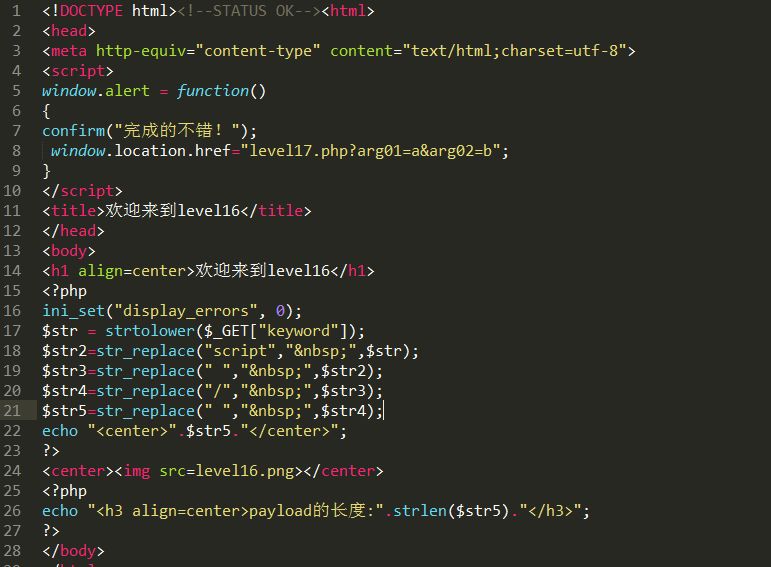 1 <!DOCTYPE html><!--STATUS OK--><html>
2 <head>
3 <meta http-equiv="content-type" content="text/html;charset=utf-8">
4 <script>
5 window.alert = function()
6 {
7 confirm("完成的不错！");
8  window.location.href="level17.php?arg01=a&arg02=b";
9 }
10 </script>
11 <title>欢迎来到level16</title>
12 </head>
13 <body>
14 <h1 align=center>欢迎来到level16</h1>
15 <?php
16 ini_set("display_errors", 0);
17 $str = strtolower($_GET["keyword"]);
18 $str2=str_replace("script","&nbsp;",$str);
19 $str3=str_replace(" ","&nbsp;",$str2);
20 $str4=str_replace("/","&nbsp;",$str3);
21 $str5=str_replace(" ","&nbsp;",$str4);
22 echo "<center>".$str5."</center>";
23 ?>
24 <center><img src=level16.png></center>
25 <?php
26 echo "<h3 align=center>payload的长度:".strlen($str5)."</h3>";
27 ?>
28 </body>